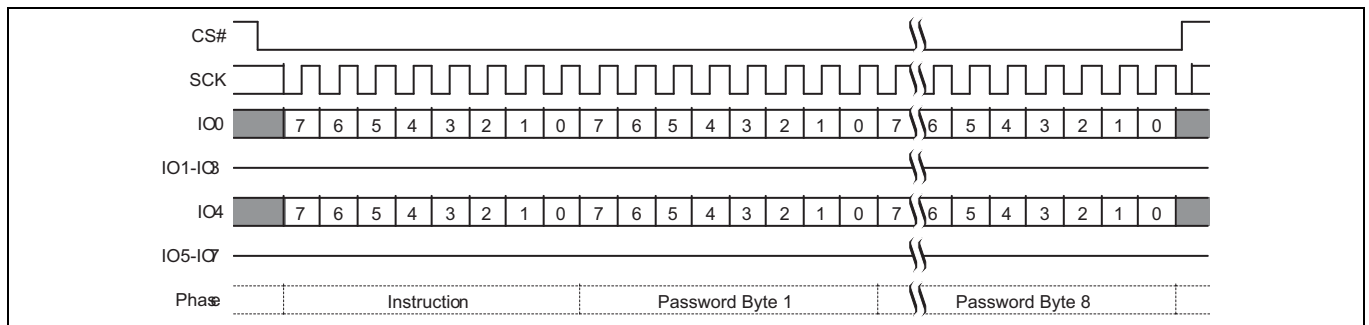 CS#
SCK
IO0 7 6 5 4 3 2 1 0 7 6 5 4 3 2 1 0 7 6 5 4 3 2 1 0
IO1-IO3
IO4 7 6 5 4 3 2 1 0 7 6 5 4 3 2 1 0 7 6 5 4 3 2 1 0
IO5-IO7
Phase Instruction Password Byte 1 Password Byte 8